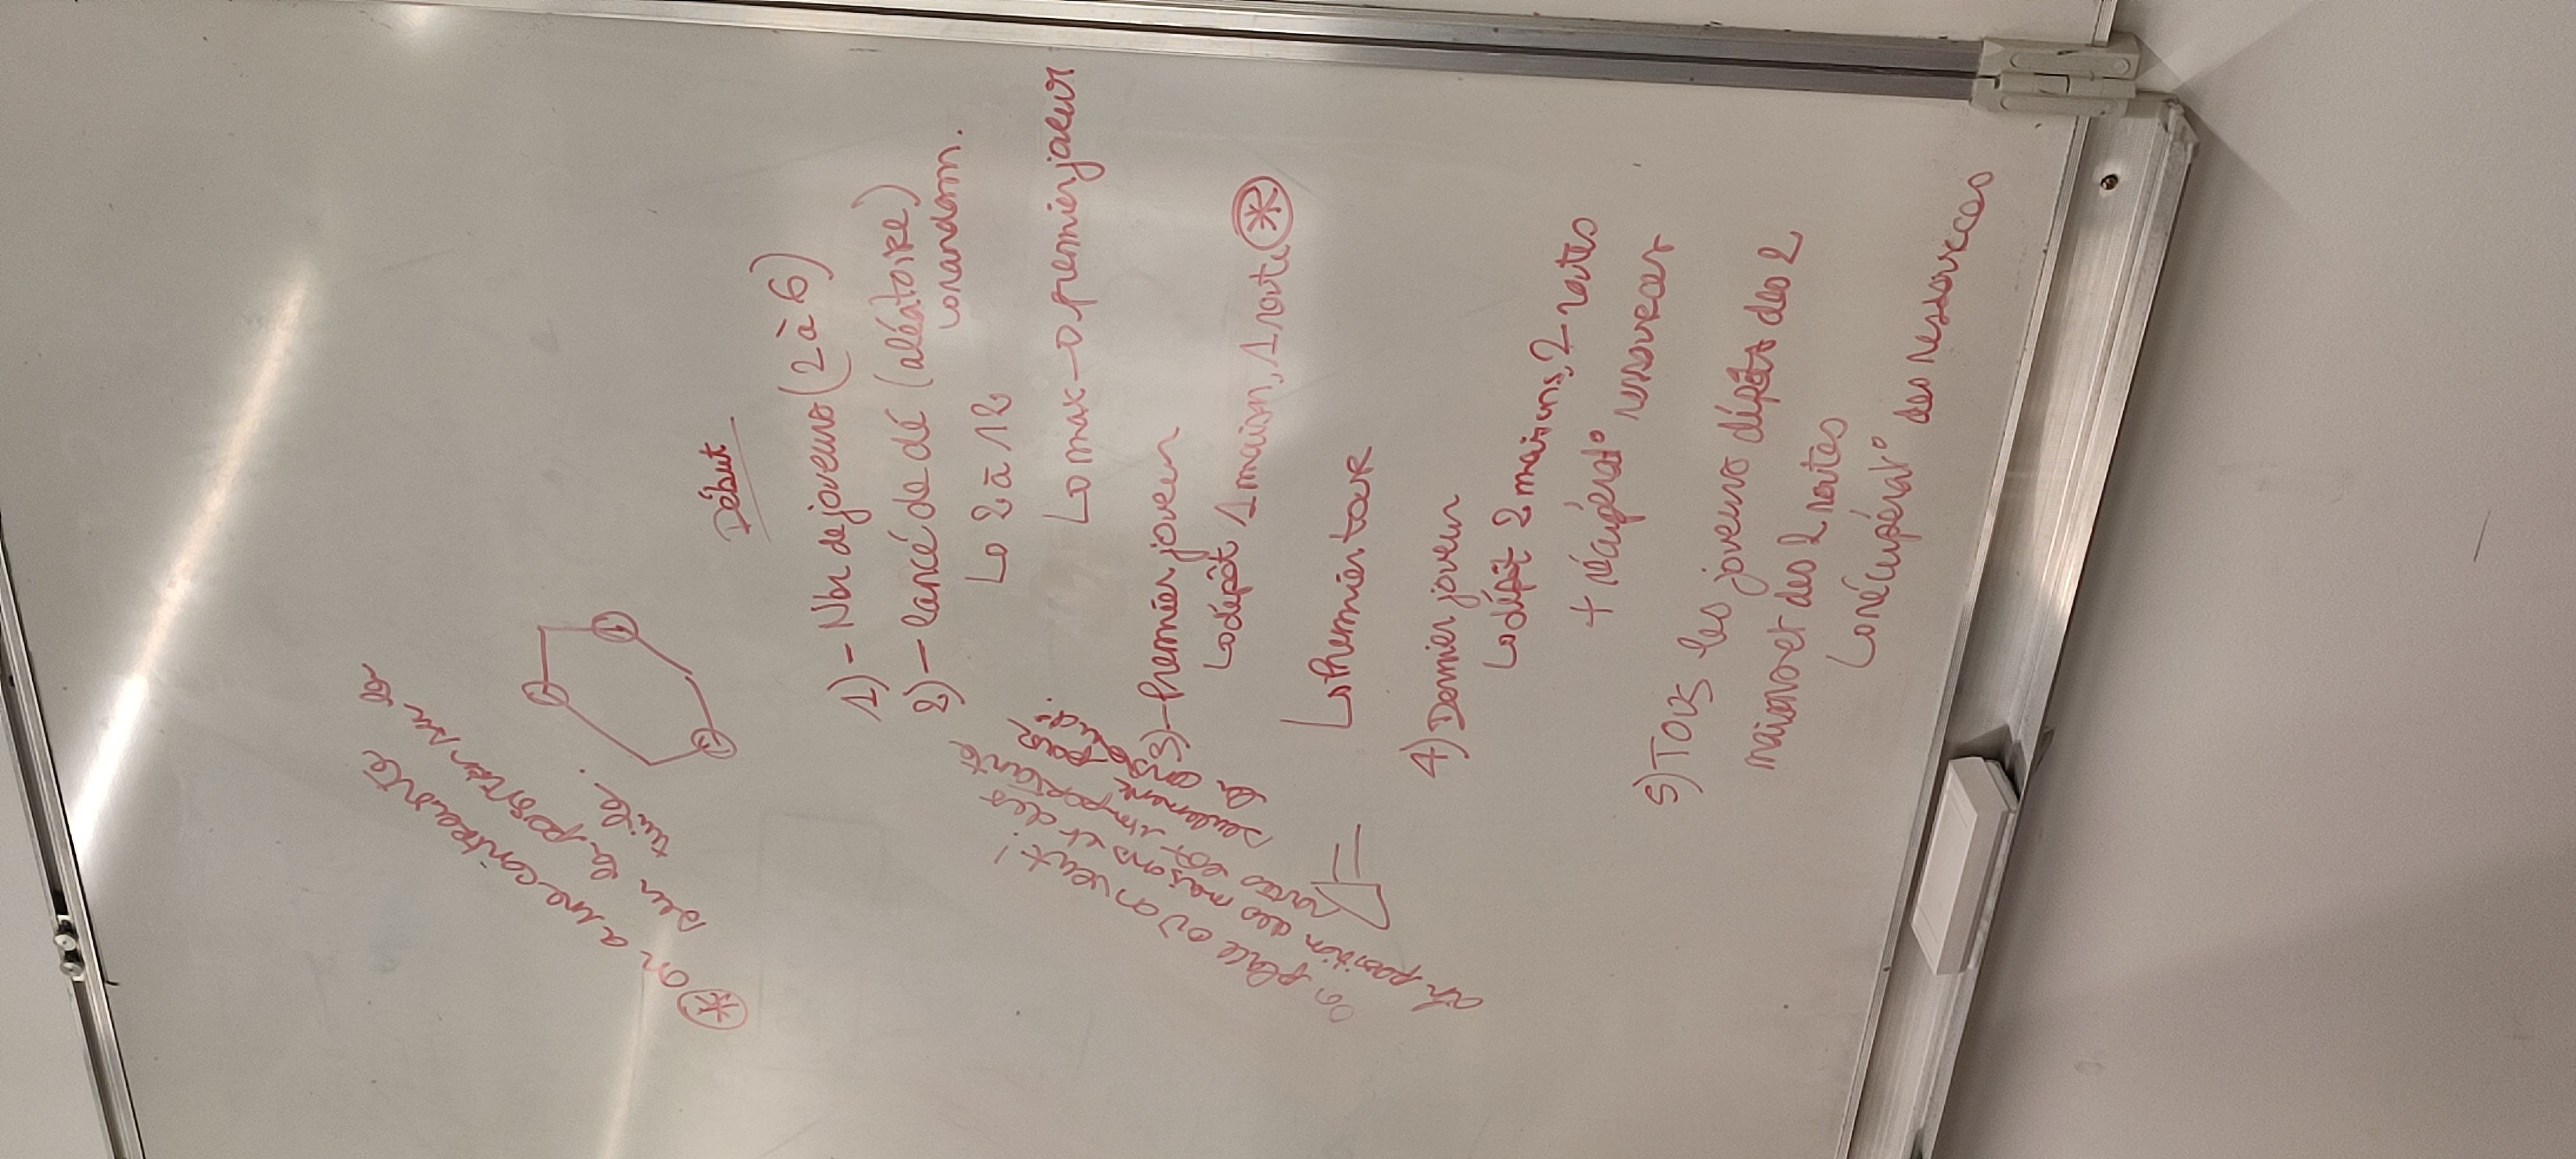 * on a une contrainte
sur la position sur la
tuile.
Début
1) - Nbr de joueurs (2 à 6)
2) - lancé de dé (aléatoire)
↳ random.
↳ 2 à 12
↳ max → premier joueur
3) - Premier joueur
↳ dépôt 1 maison, 1 route *
↳ Premier tour
4) Dernier joueur
↳ dépôt 2 maisons, 2 routes
+ récupérat° ressources
5) Tous les joueurs dépôts des 2
maisons et des 2 routes
↳ récupérat° des ressources
On place où on veut!
position des maisons et des
routes est importante
seulement pour
la construct°.